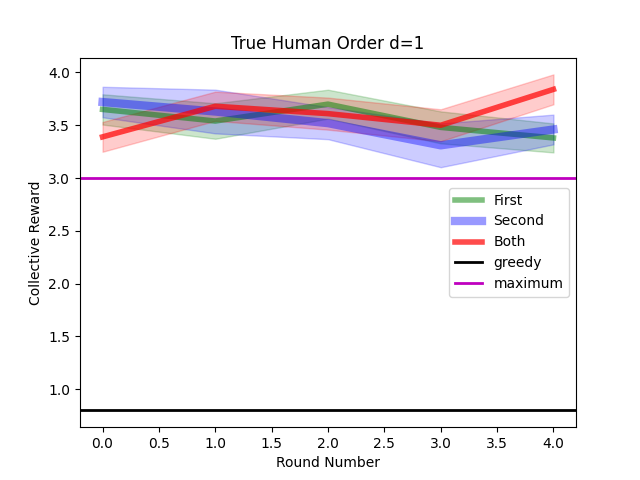 True Human Order d=1
Collective Reward
4.0
3.5
3.0
2.5
2.0
1.5
1.0
First
Second
Both
greedy
maximum
0.0 0.5 1.0 1.5 2.0 2.5 3.0 3.5 4.0
Round Number